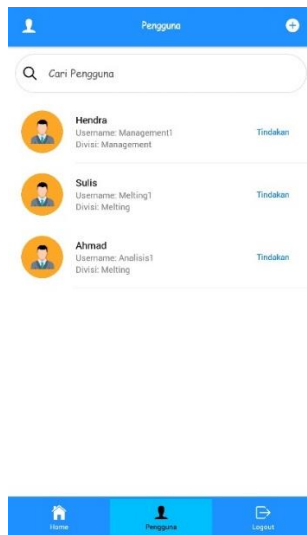 Pengguna
Cari Pengguna
Hendra
Username: Management1
Divisi: Management
Tindakan
Sulis
Username: Melting1
Divisi: Melting
Tindakan
Ahmad
Username: Analisis1
Divisi: Melting
Tindakan
Home
Pengguna
Logout